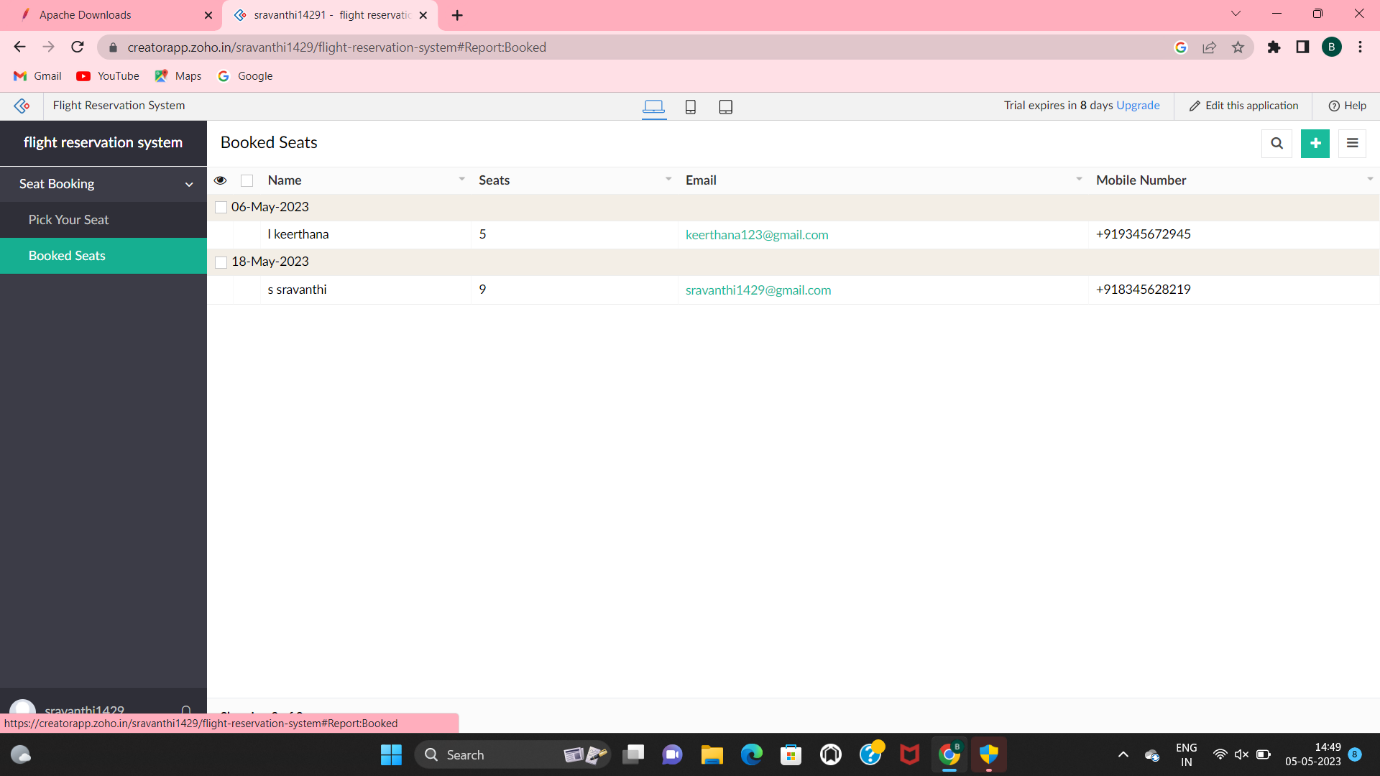 Apache Downloads
sravanthi14291 - flight reservatic
creatorapp.zoho.in/sravanthi1429/flight-reservation-system#Report:Booked
B
Gmail YouTube Maps Google
Flight Reservation System
Trial expires in 8 days Upgrade
Edit this application
Help
flight reservation system
Seat Booking
Pick Your Seat
Booked Seats
sravanthi1429
Booked Seats
Name Seats Email Mobile Number
06-May-2023
l keerthana 5 keerthana123@gmail.com +919345672945
18-May-2023
s sravanthi 9 sravanthi1429@gmail.com +918345628219
https://creatorapp.zoho.in/sravanthi1429/flight-reservation-system#Report:Booked
Search
B
ENG
IN
14:49
05-05-2023
8